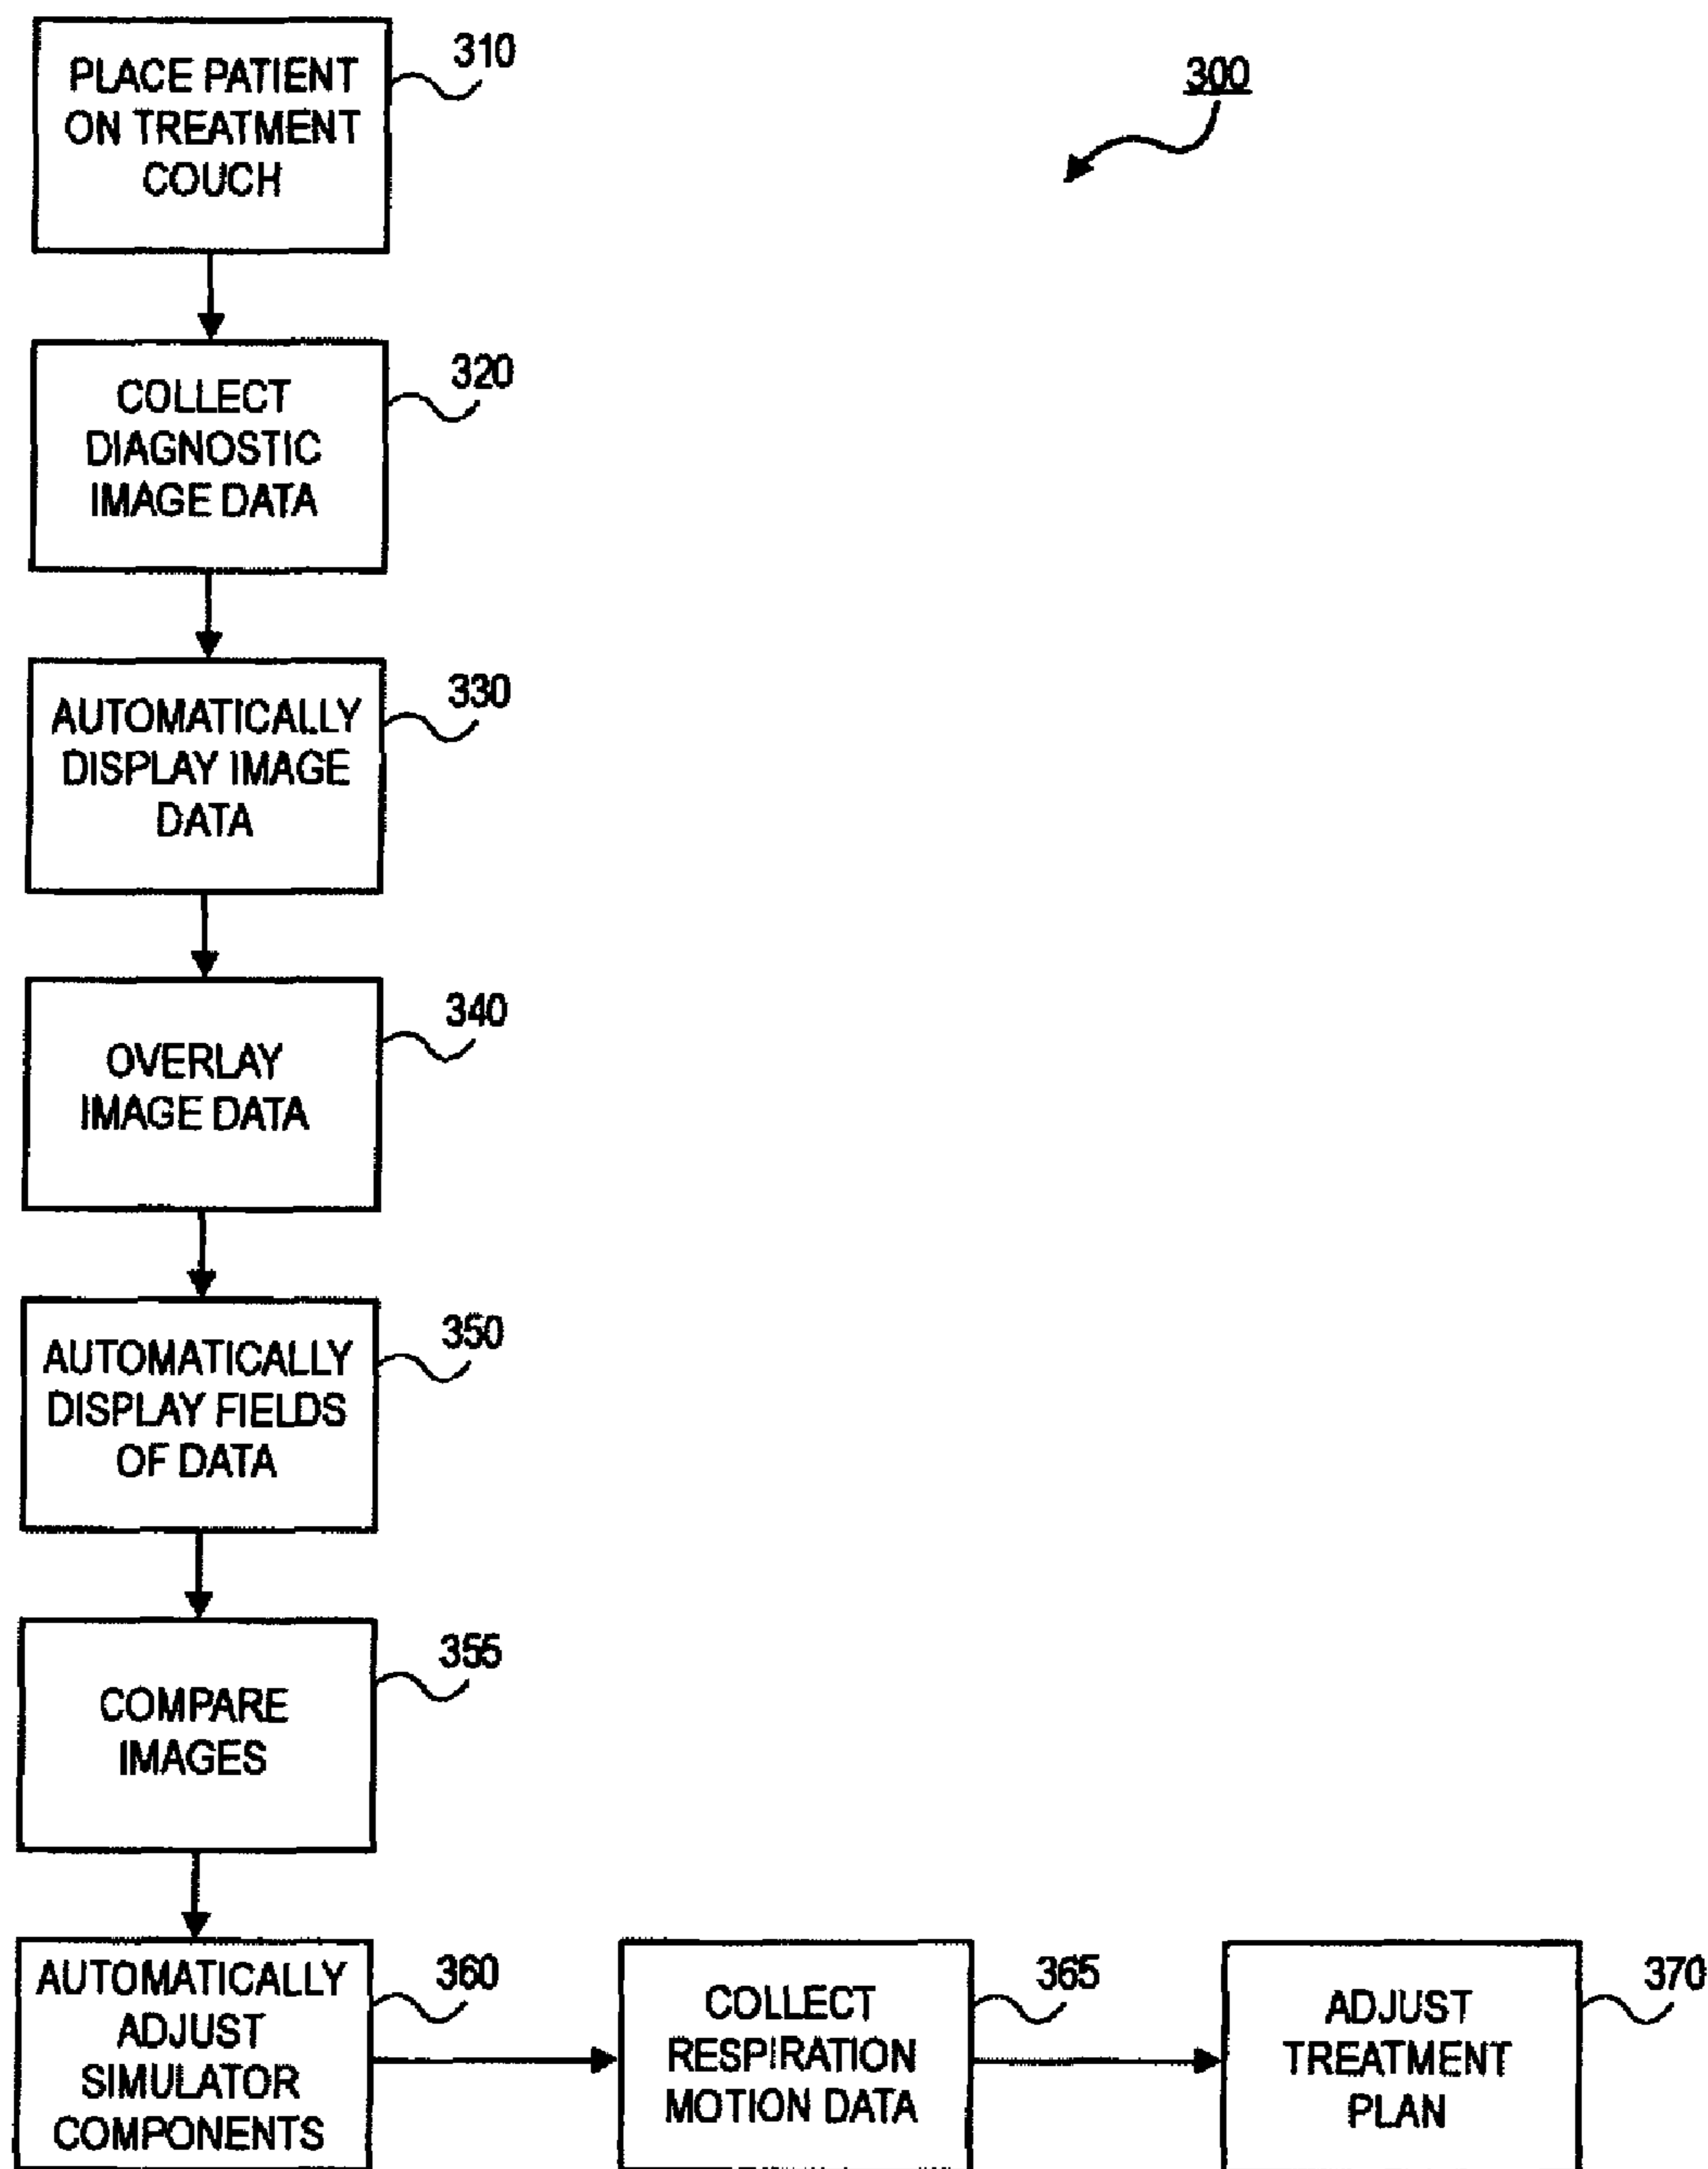 PLACE PATIENT
ON TREATMENT
COUCH
310
300
COLLECT
DIAGNOSTIC
IMAGE DATA
320
AUTOMATICALLY
DISPLAY IMAGE
DATA
330
OVERLAY
IMAGE DATA
340
AUTOMATICALLY
DISPLAY FIELDS
OF DATA
350
COMPARE
IMAGES
355
AUTOMATICALLY
ADJUST
SIMULATOR
COMPONENTS
360
COLLECT
RESPIRATION
MOTION DATA
365
ADJUST
TREATMENT
PLAN
370